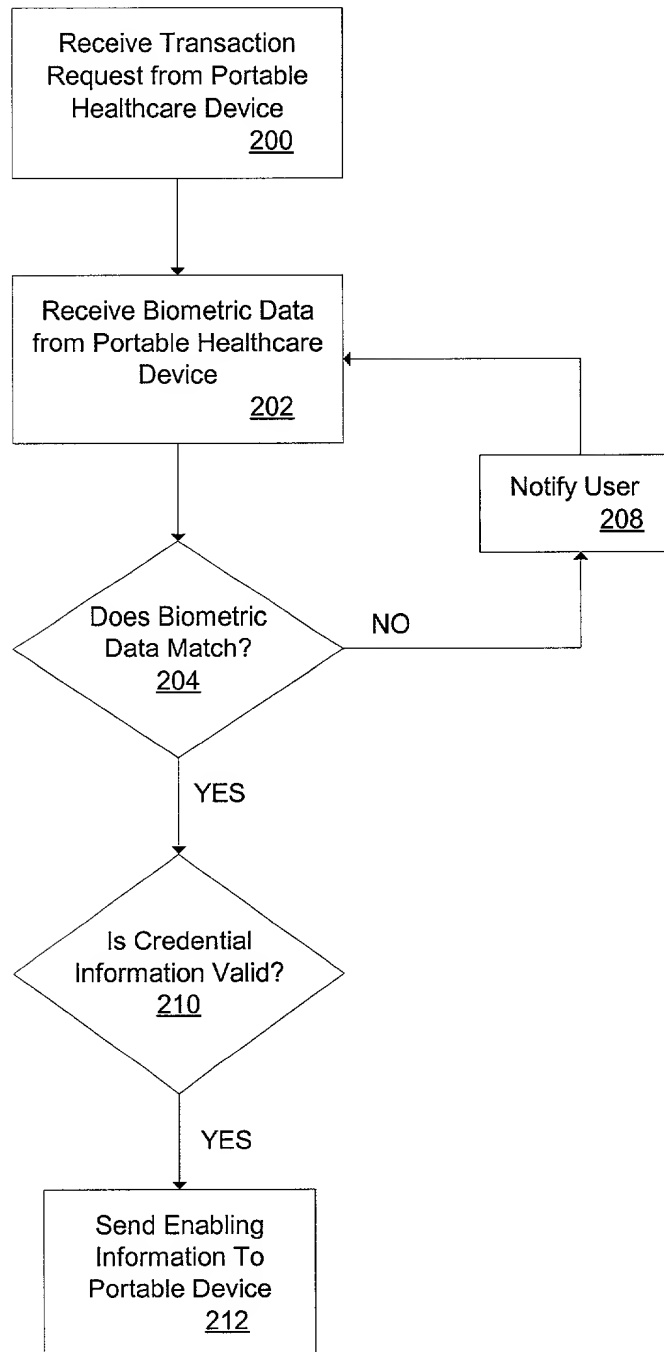 Receive Transaction
Request from Portable
Healthcare Device
200
Receive Biometric Data
from Portable Healthcare
Device
202
Notify User
208
Does Biometric
Data Match?
204
NO
YES
Is Credential
Information Valid?
210
YES
Send Enabling
Information To
Portable Device
212